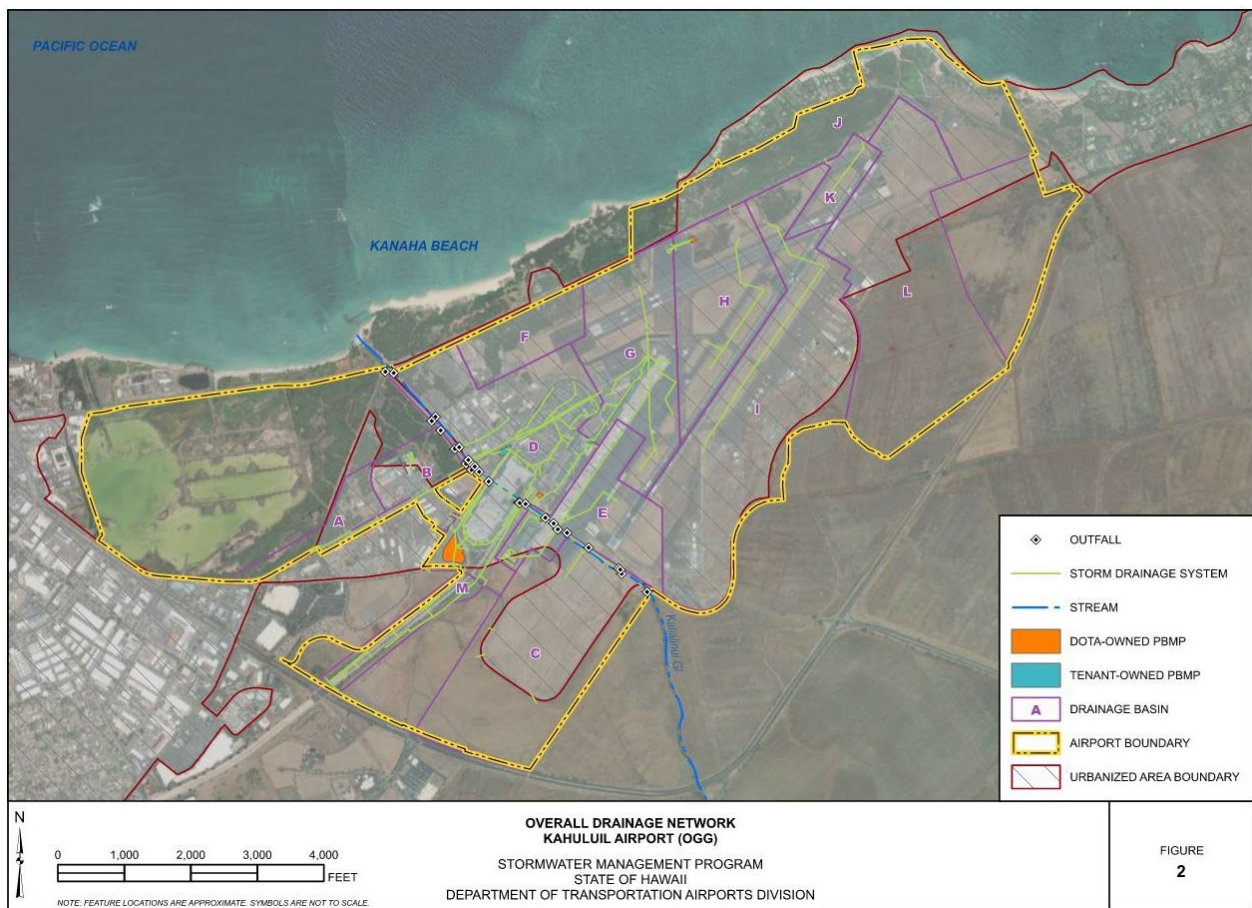 PACIFIC OCEAN
J
K
KANAHA BEACH
L
H
F
G
I
D
B
A
E
M
C
OUTFALL
STORM DRAINAGE SYSTEM
STREAM
DOTA-OWNED PBMP
TENANT-OWNED PBMP
A DRAINAGE BASIN
AIRPORT BOUNDARY
URBANIZED AREA BOUNDARY
N
0 1,000 2,000 3,000 4,000
FEET
NOTE: FEATURE LOCATIONS ARE APPROXIMATE. SYMBOLS ARE NOT TO SCALE.
OVERALL DRAINAGE NETWORK
KAHULUIL AIRPORT (OGG)
STORMWATER MANAGEMENT PROGRAM
STATE OF HAWAII
DEPARTMENT OF TRANSPORTATION AIRPORTS DIVISION
FIGURE
2